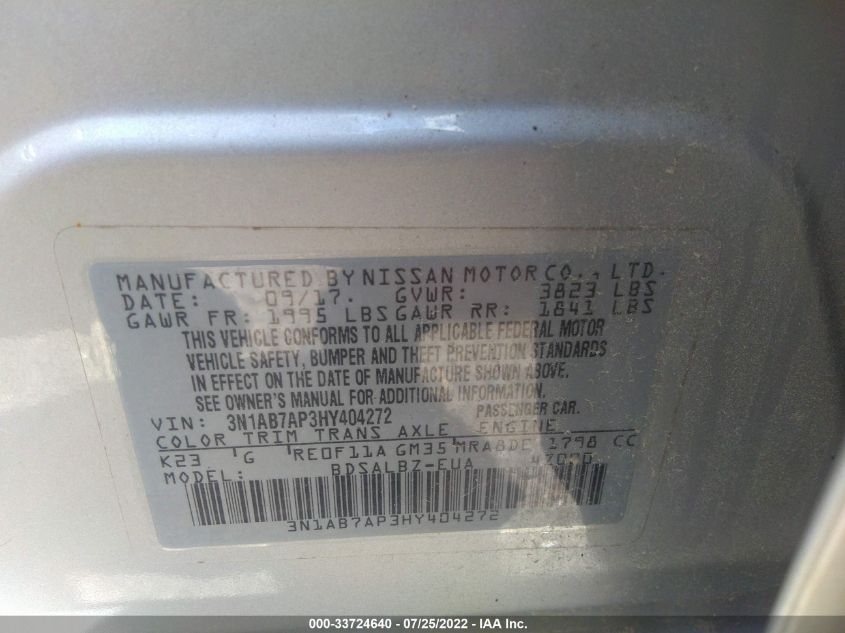 MANUFACTURED BY NISSAN MOTOR CO., LTD.
DATE: 09/17. GVWR: 3823 LBS
GAWR FR: 1995 LBS GAWR RR: 1841 LBS
THIS VEHICLE CONFORMS TO ALL APPLICABLE FEDERAL MOTOR
VEHICLE SAFETY, BUMPER AND THEFT PREVENTION STANDARDS
IN EFFECT ON THE DATE OF MANUFACTURE SHOWN ABOVE.
SEE OWNER'S MANUAL FOR ADDITIONAL INFORMATION.
VIN: 3N1AB7AP3HY404272 PASSENGER CAR.
COLOR TRIM TRANS AXLE ENGINE
K23 G RE0F11A GM35 MRA8DE 1798 CC
MODEL: BDSALBZ-EUA
3N1AB7AP3HY404272
000-33724640 - 07/25/2022 - IAA Inc.